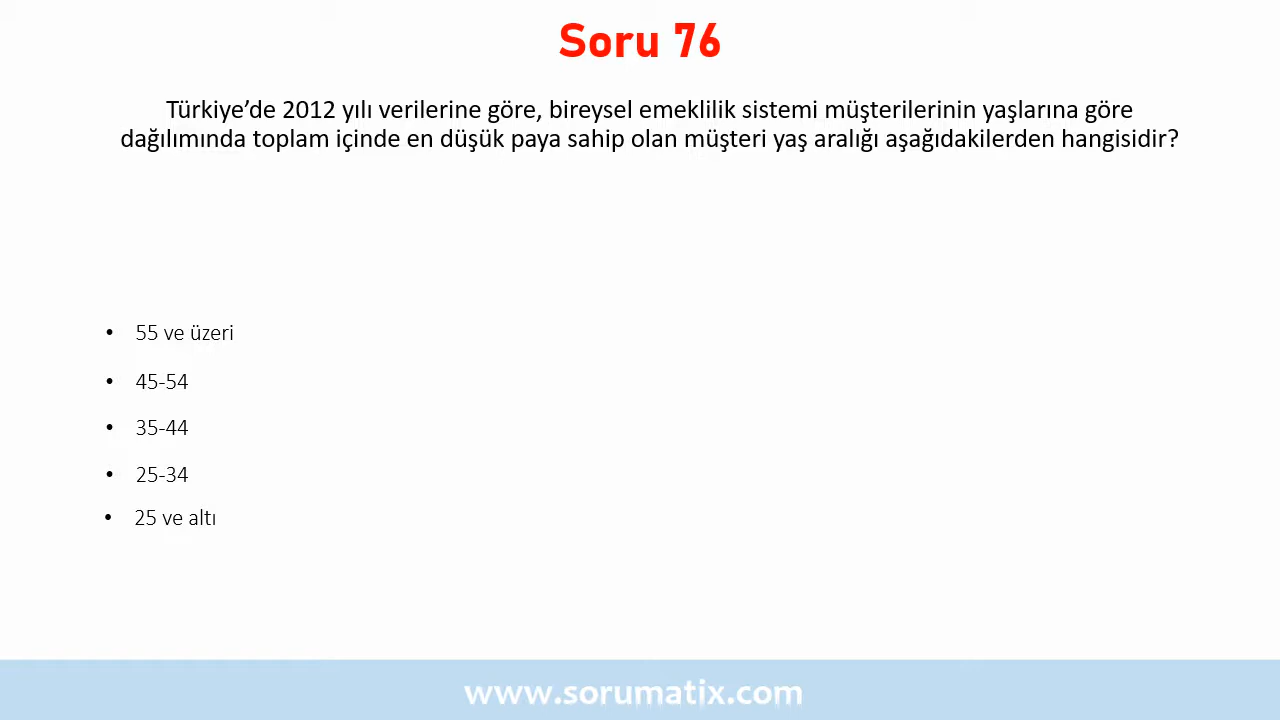 Soru 76
Türkiye’de 2012 yılı verilerine göre, bireysel emeklilik sistemi müşterilerinin yaşlarına göre
dağılımında toplam içinde en düşük paya sahip olan müşteri yaş aralığı aşağıdakilerden hangisidir?
• 55 ve üzeri
• 45-54
• 35-44
• 25-34
• 25 ve altı
www.sorumatix.com